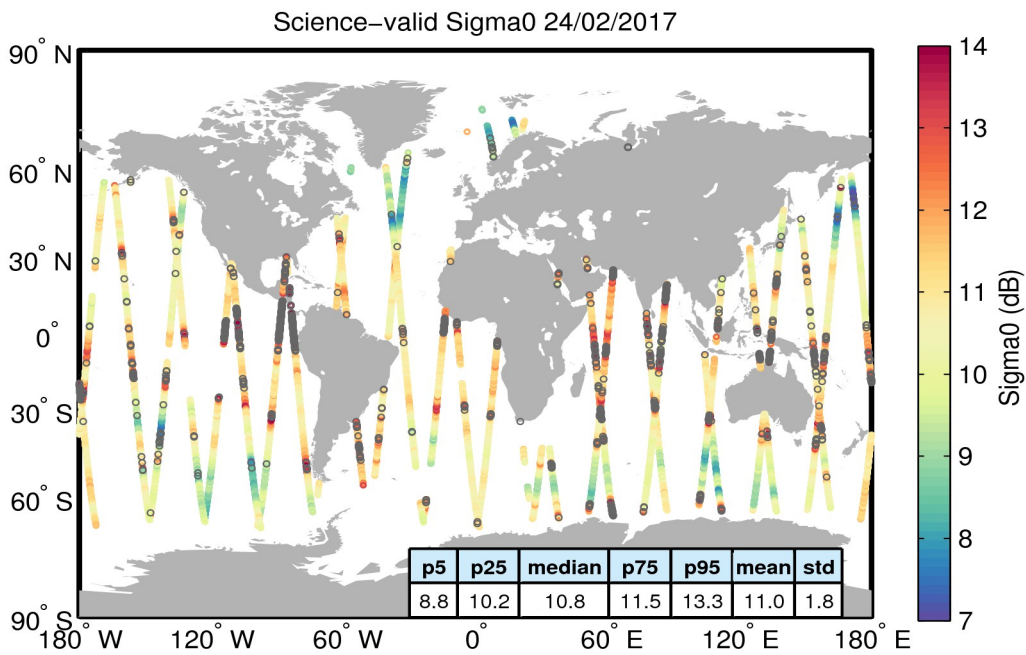 Science−valid Sigma0 24/02/2017
90° N
60° N
30° N
0°
30° S
60° S
90° S
180° W 120° W 60° W 0° 60° E 120° E 180° E
p5 p25 median p75 p95 mean std
8.8 10.2 10.8 11.5 13.3 11.0 1.8
14
13
12
11
10
9
8
7
Sigma0 (dB)